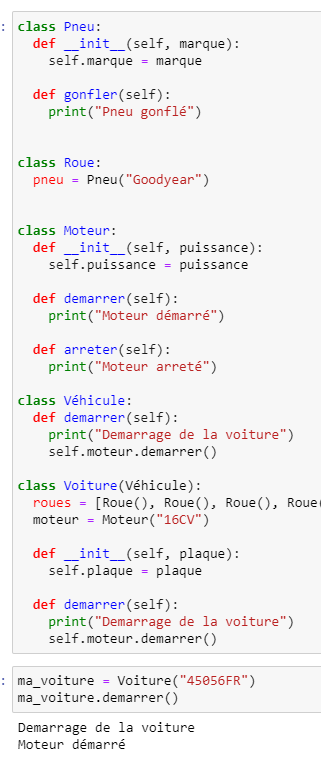 class Pneu:
  def __init__(self, marque):
    self.marque = marque

  def gonfler(self):
    print("Pneu gonflé")


class Roue:
  pneu = Pneu("Goodyear")


class Moteur:
  def __init__(self, puissance):
    self.puissance = puissance

  def demarrer(self):
    print("Moteur démarré")

  def arreter(self):
    print("Moteur arreté")

class Véhicule:
  def demarrer(self):
    print("Demarrage de la voiture")
    self.moteur.demarrer()

class Voiture(Véhicule):
  roues = [Roue(), Roue(), Roue(), Roue(
  moteur = Moteur("16CV")

  def __init__(self, plaque):
    self.plaque = plaque

  def demarrer(self):
    print("Demarrage de la voiture")
    self.moteur.demarrer()

ma_voiture = Voiture("45056FR")
ma_voiture.demarrer()

Demarrage de la voiture
Moteur démarré